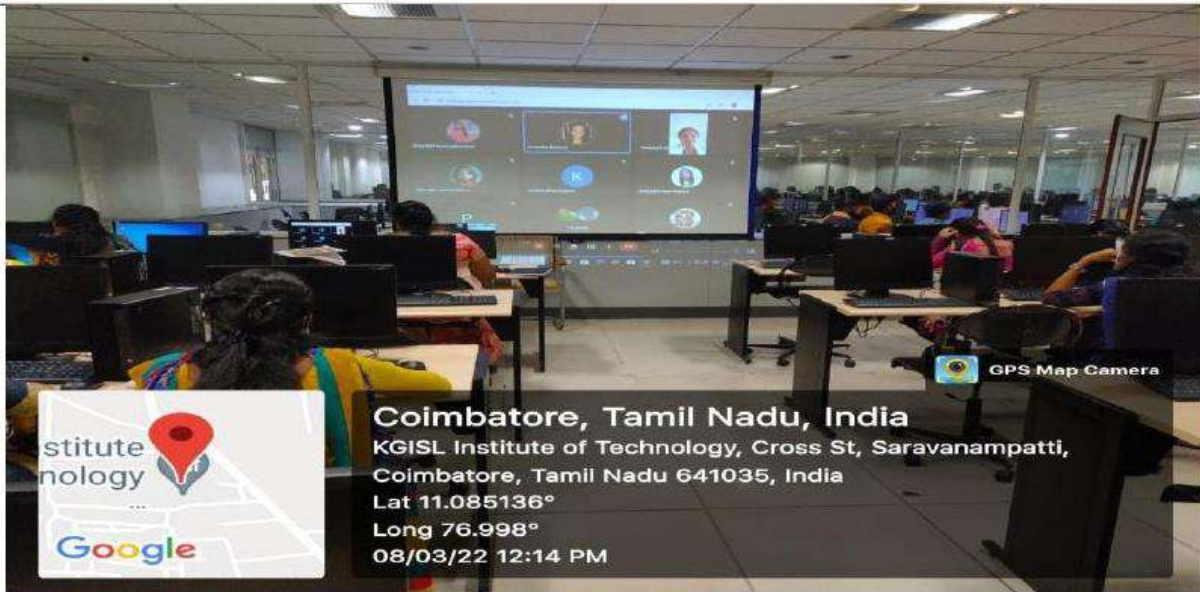 K
P
GPS Map Camera
stitute
nology
...
Google
Coimbatore, Tamil Nadu, India
KGISL Institute of Technology, Cross St, Saravanampatti,
Coimbatore, Tamil Nadu 641035, India
Lat 11.085136°
Long 76.998°
08/03/22 12:14 PM